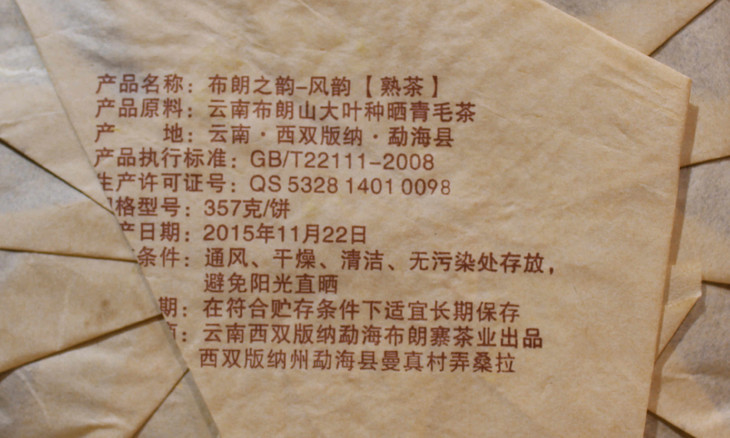 产品名称：布朗之韵-风韵【熟茶】
产品原料：云南布朗山大叶种晒青毛茶
产 地：云南·西双版纳·勐海县
产品执行标准：GB/T22111-2008
生产许可证号：QS 5328 1401 0098
格型号：357克/饼
产日期：2015年11月22日
条件：通风、干燥、清洁、无污染处存放，
避免阳光直晒
期：在符合贮存条件下适宜长期保存
：云南西双版纳勐海布朗寨茶业出品
西双版纳州勐海县曼真村弄桑拉